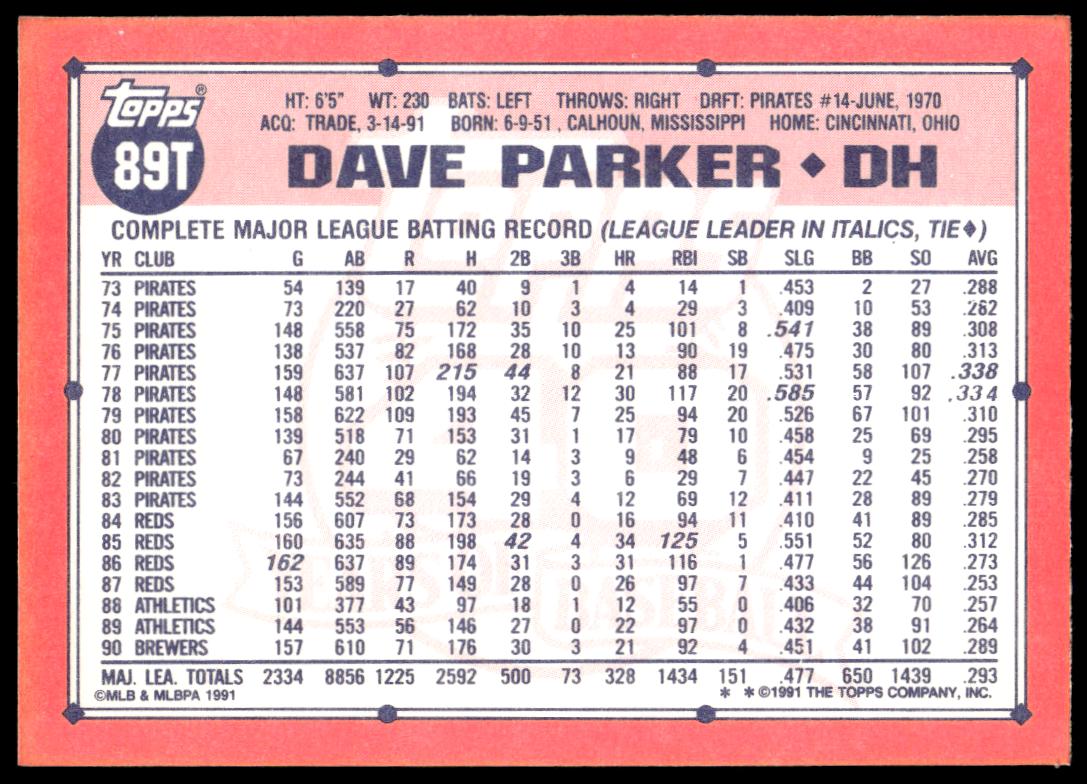 topps®
89T
HT: 6'5" WT: 230 BATS: LEFT THROWS: RIGHT DRFT: PIRATES #14-JUNE, 1970
ACQ: TRADE, 3-14-91 BORN: 6-9-51 , CALHOUN, MISSISSIPPI HOME: CINCINNATI, OHIO
DAVE PARKER ◆ DH
COMPLETE MAJOR LEAGUE BATTING RECORD (LEAGUE LEADER IN ITALICS, TIE◆)
YR CLUB G AB R H 2B 3B HR RBI SB SLG BB SO AVG
73 PIRATES 54 139 17 40 9 1 4 14 1 .453 2 27 .288
74 PIRATES 73 220 27 62 10 3 4 29 3 .409 10 53 .262
75 PIRATES 148 558 75 172 35 10 25 101 8 .541 38 89 .308
76 PIRATES 138 537 82 168 28 10 13 90 19 .475 30 80 .313
77 PIRATES 159 637 107 215 44 8 21 88 17 .531 58 107 .338
78 PIRATES 148 581 102 194 32 12 30 117 20 .585 57 92 .334
79 PIRATES 158 622 109 193 45 7 25 94 20 .526 67 101 .310
80 PIRATES 139 518 71 153 31 1 17 79 10 .458 25 69 .295
81 PIRATES 67 240 29 62 14 3 9 48 6 .454 9 25 .258
82 PIRATES 73 244 41 66 19 3 6 29 7 .447 22 45 .270
83 PIRATES 144 552 68 154 29 4 12 69 12 .411 28 89 .279
84 REDS 156 607 73 173 28 0 16 94 11 .410 41 89 .285
85 REDS 160 635 88 198 42 4 34 125 5 .551 52 80 .312
86 REDS 162 637 89 174 31 3 31 116 1 .477 56 126 .273
87 REDS 153 589 77 149 28 0 26 97 7 .433 44 104 .253
88 ATHLETICS 101 377 43 97 18 1 12 55 0 .406 32 70 .257
89 ATHLETICS 144 553 56 146 27 0 22 97 0 .432 38 91 .264
90 BREWERS 157 610 71 176 30 3 21 92 4 .451 41 102 .289
MAJ. LEA. TOTALS 2334 8856 1225 2592 500 73 328 1434 151 .477 650 1439 .293
©MLB & MLBPA 1991 * * ©1991 THE TOPPS COMPANY, INC.
topps
40
YEARS OF BASEBALL